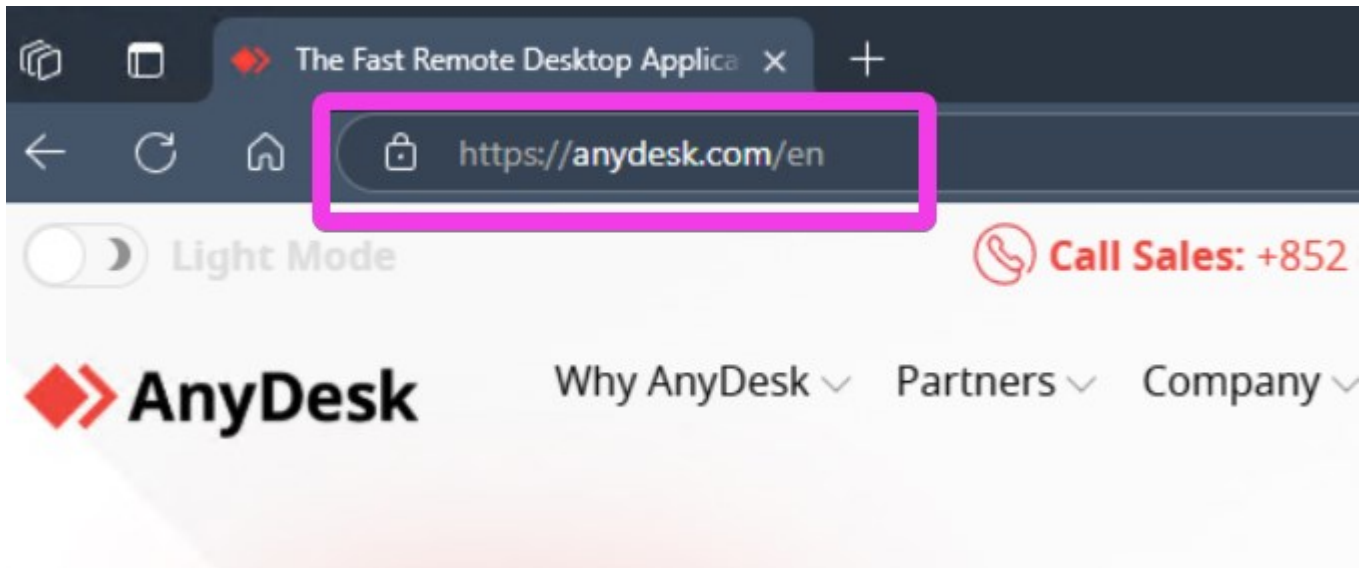 The Fast Remote Desktop Applica
https://anydesk.com/en
Light Mode
Call Sales: +852
AnyDesk
Why AnyDesk
Partners
Company